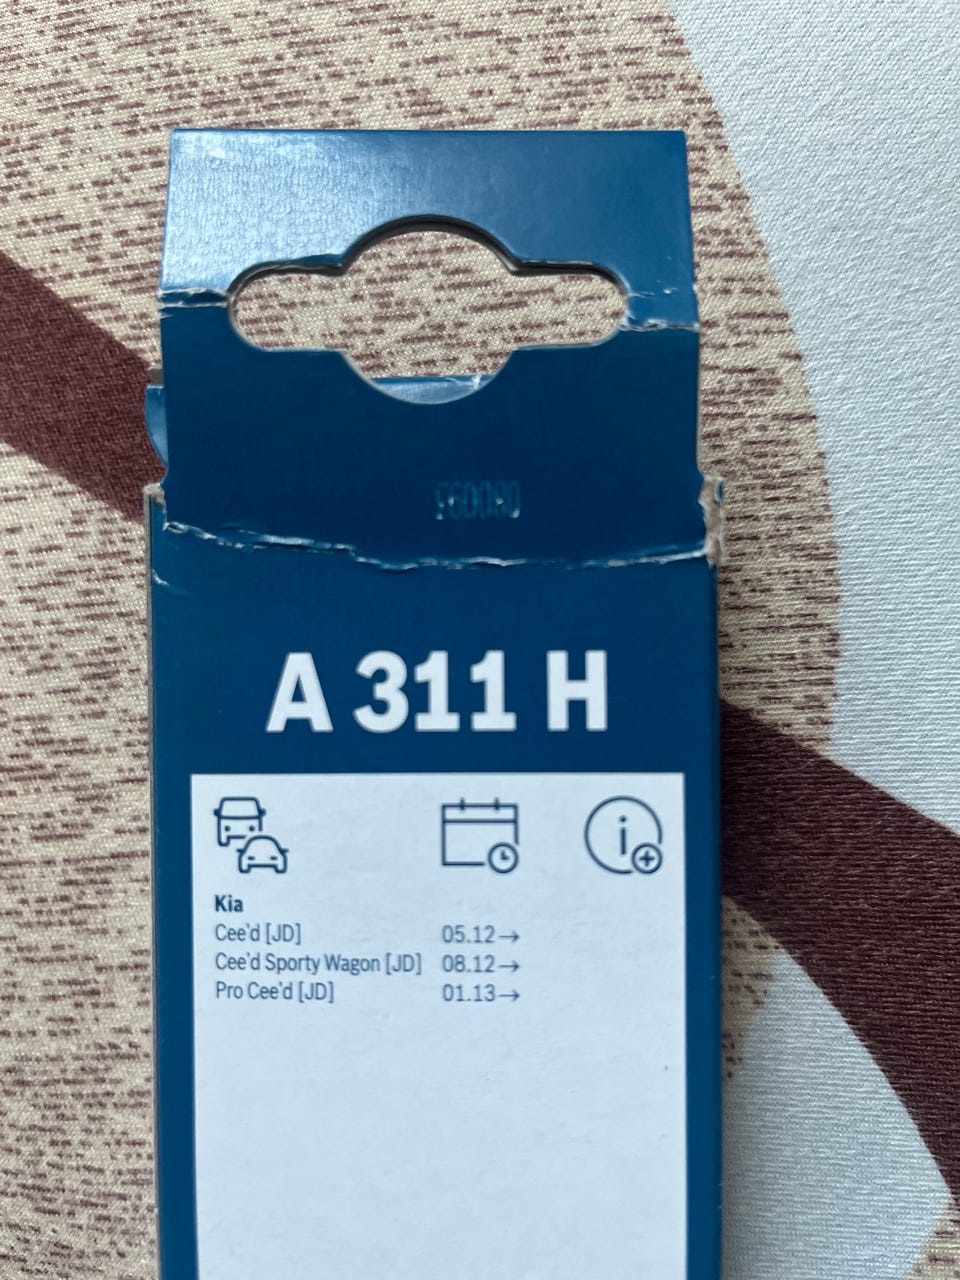 A 311 H
Kia
Cee'd [JD] 05.12→
Cee'd Sporty Wagon [JD] 08.12→
Pro Cee'd [JD] 01.13→